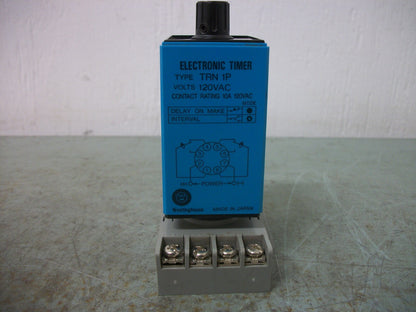 ELECTRONIC TIMER
TYPE TRN 1P
VOLTS 120VAC
CONTACT RATING 10A 120VAC
MODE
DELAY ON MAKE
INTERVAL
POWER
Westinghouse MADE IN JAPAN